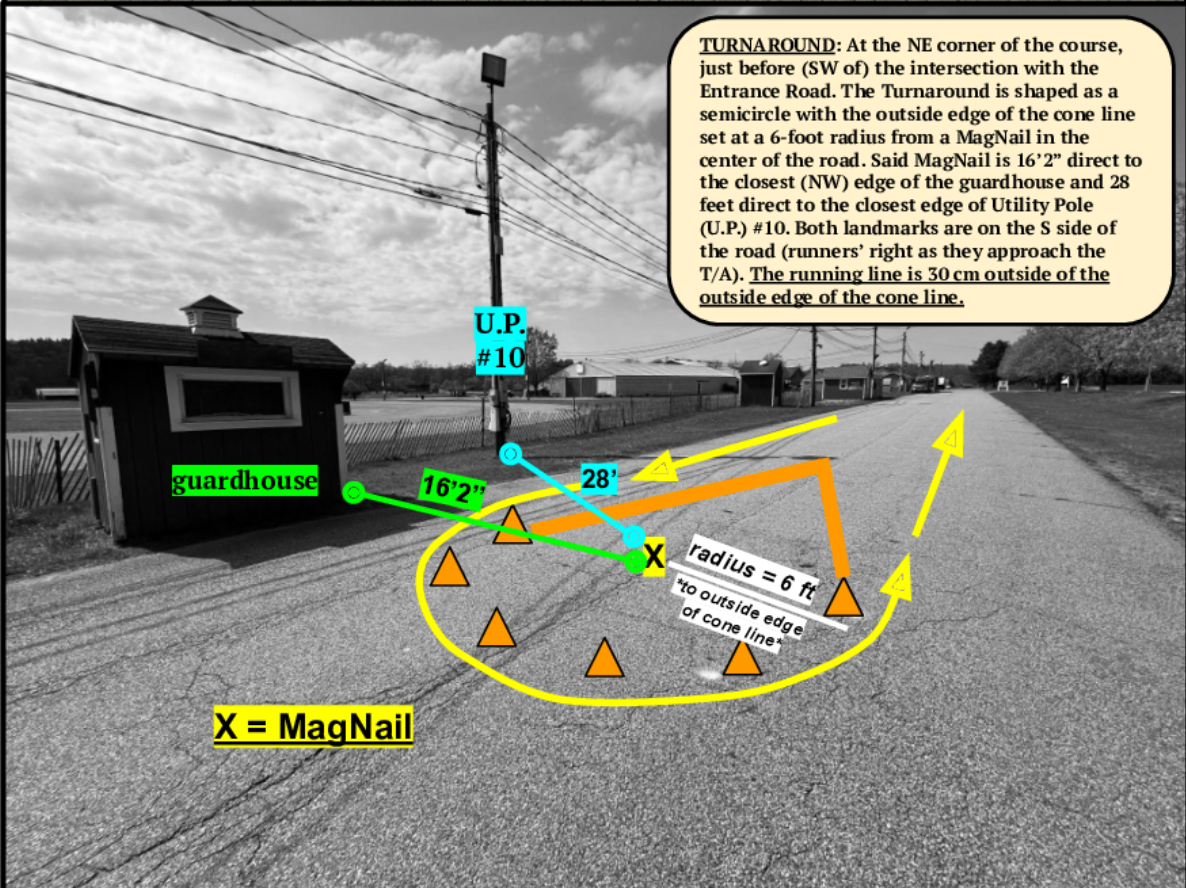 TURNAROUND: At the NE corner of the course,
just before (SW of) the intersection with the
Entrance Road. The Turnaround is shaped as a
semicircle with the outside edge of the cone line
set at a 6-foot radius from a MagNail in the
center of the road. Said MagNail is 16’2” direct to
the closest (NW) edge of the guardhouse and 28
feet direct to the closest edge of Utility Pole
(U.P.) #10. Both landmarks are on the S side of
the road (runners’ right as they approach the
T/A). The running line is 30 cm outside of the
outside edge of the cone line.
U.P.
#10
guardhouse
16’2”
28’
X
radius = 6 ft
*to outside edge
of cone line*
X = MagNail